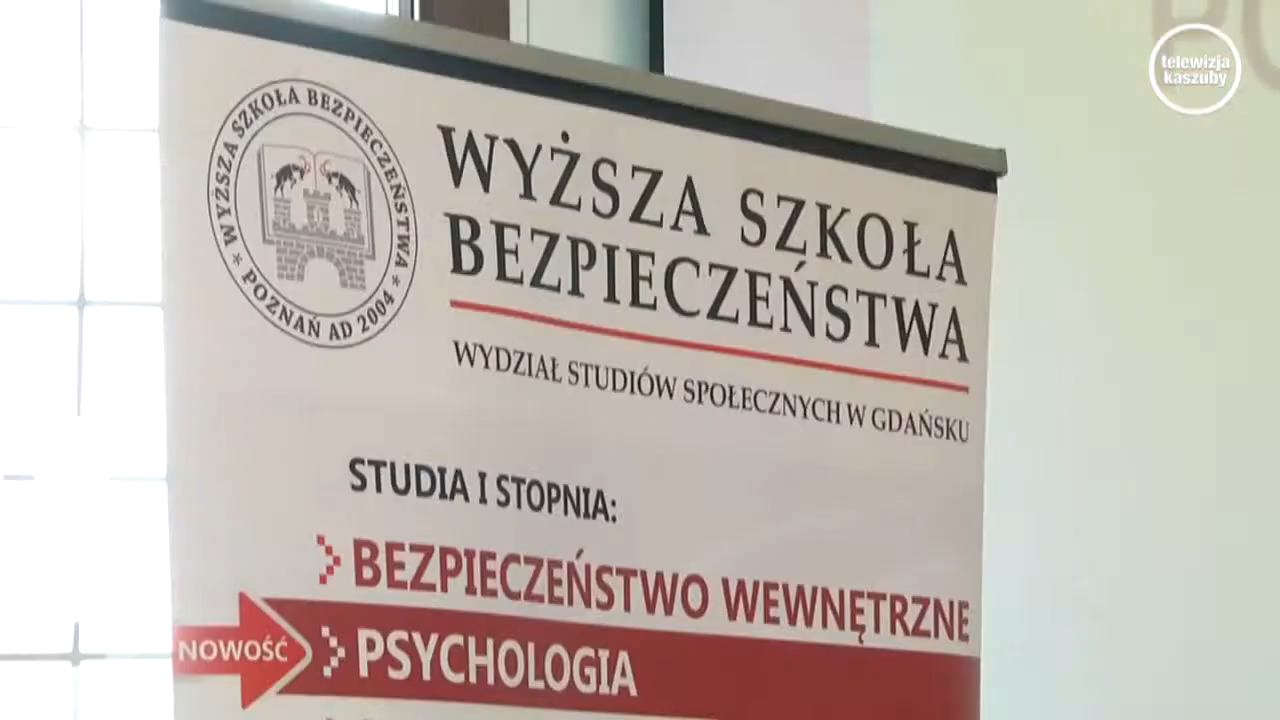 telewizja
kaszuby
WYŻSZA SZKOŁA BEZPIECZEŃSTWA
* POZNAŃ AD 2004 *
WYŻSZA SZKOŁA
BEZPIECZEŃSTWA
WYDZIAŁ STUDIÓW SPOŁECZNYCH W GDAŃSKU
STUDIA I STOPNIA:
BEZPIECZEŃSTWO WEWNĘTRZNE
NOWOŚĆ
PSYCHOLOGIA